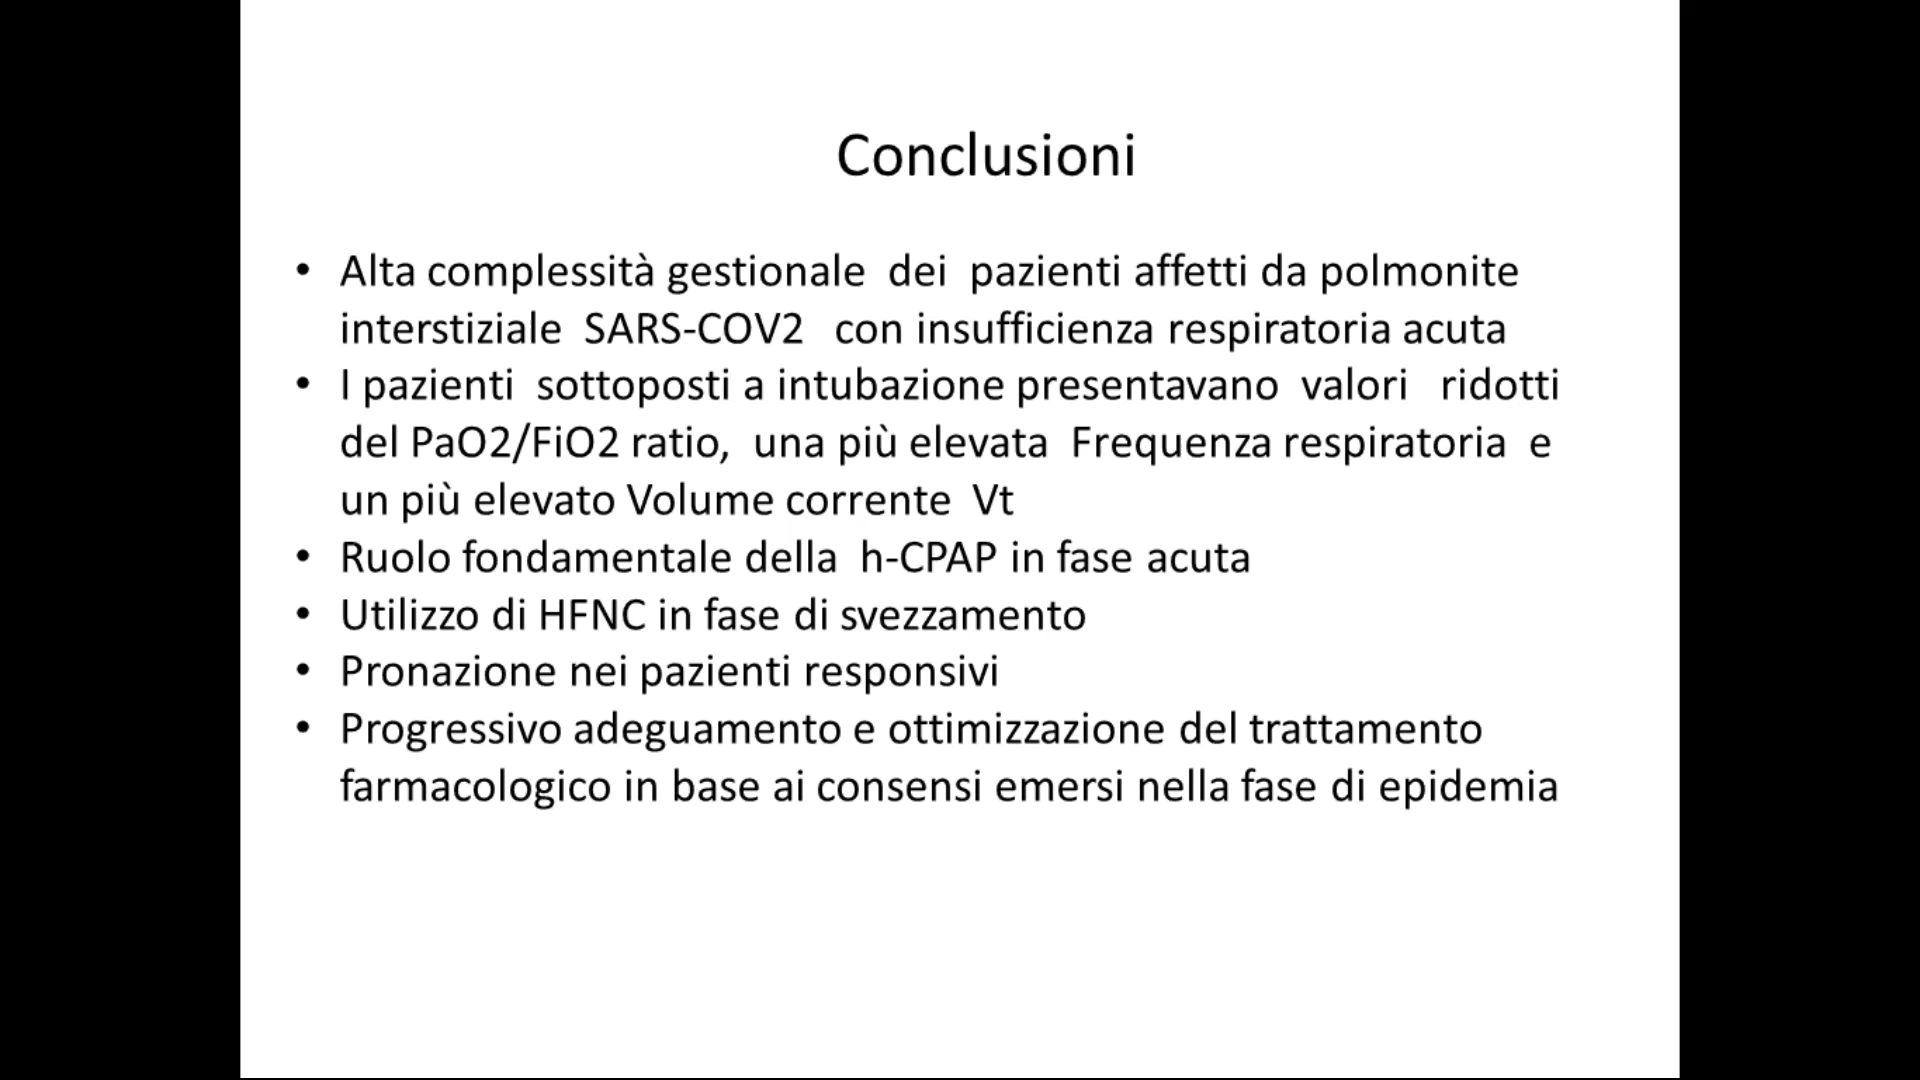 Conclusioni
• Alta complessità gestionale dei pazienti affetti da polmonite
interstiziale SARS-COV2 con insufficienza respiratoria acuta
• I pazienti sottoposti a intubazione presentavano valori ridotti
del PaO2/FiO2 ratio, una più elevata Frequenza respiratoria e
un più elevato Volume corrente Vt
• Ruolo fondamentale della h-CPAP in fase acuta
• Utilizzo di HFNC in fase di svezzamento
• Pronazione nei pazienti responsivi
• Progressivo adeguamento e ottimizzazione del trattamento
farmacologico in base ai consensi emersi nella fase di epidemia